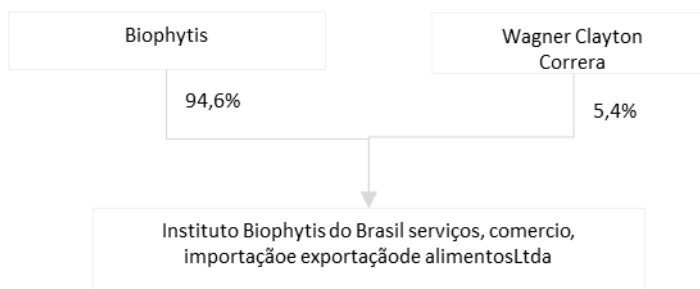 Biophytis
Wagner Clayton
Correra
94,6%
5,4%
Instituto Biophytis do Brasil serviços, comercio,
importaçãoe exportaçãode alimentosLtda